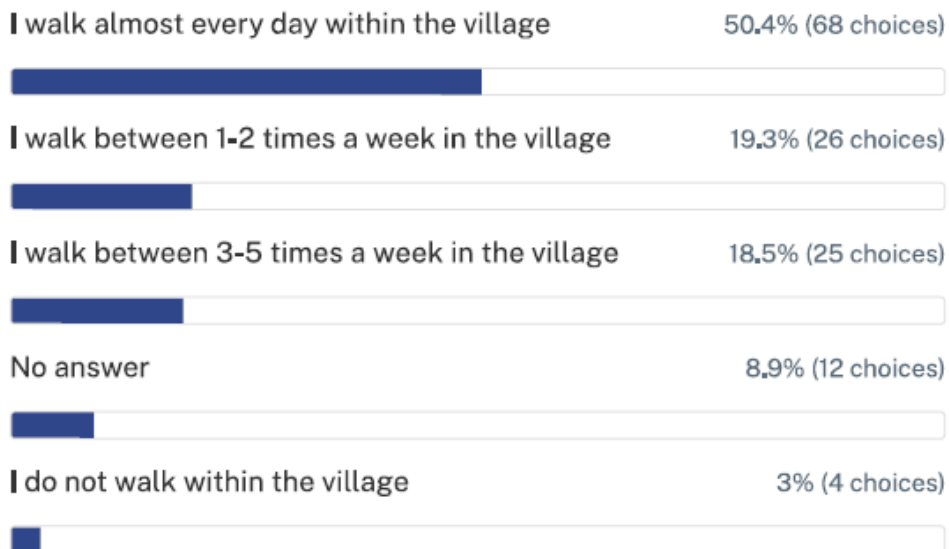 I walk almost every day within the village 50.4% (68 choices)
I walk between 1-2 times a week in the village 19.3% (26 choices)
I walk between 3-5 times a week in the village 18.5% (25 choices)
No answer 8.9% (12 choices)
I do not walk within the village 3% (4 choices)